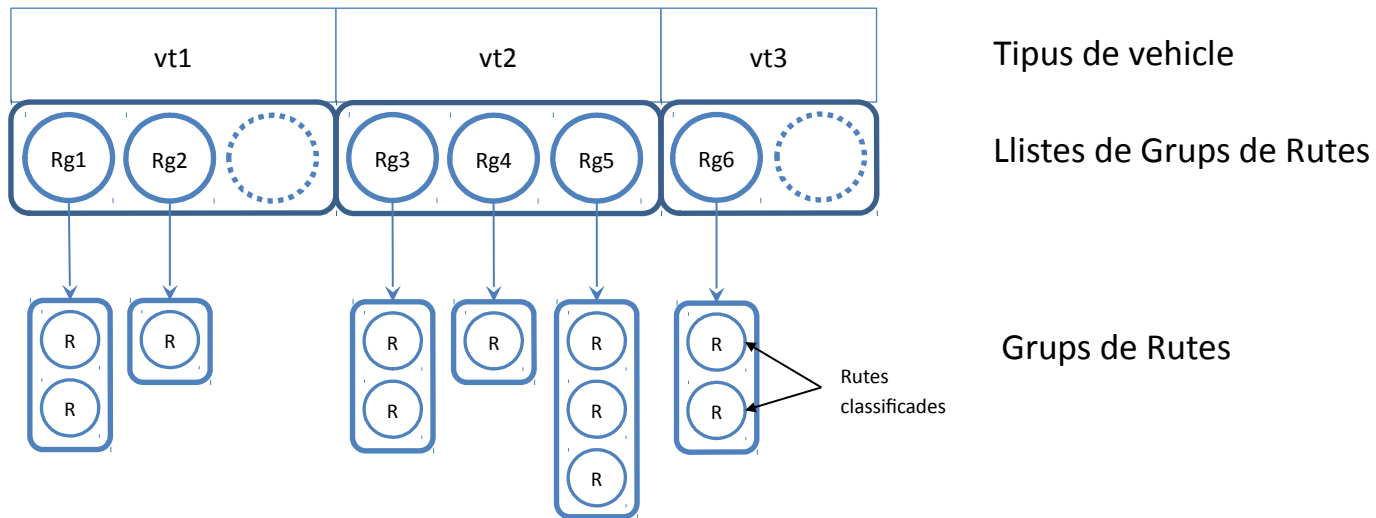 vt1
vt2
vt3
Tipus de vehicle
Rg1
Rg2
Rg3
Rg4
Rg5
Rg6
Llistes de Grups de Rutes
R
R
R
R
R
R
Grups de Rutes
R
R
R
R
Rutes
classificades
R